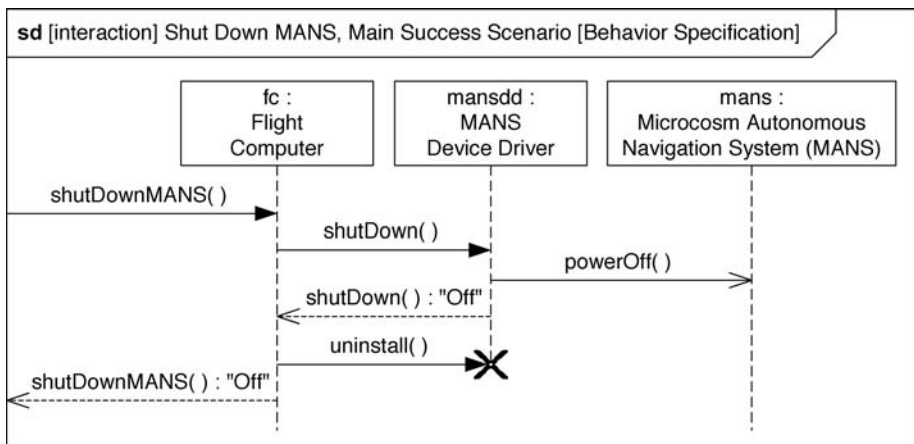 sd [interaction] Shut Down MANS, Main Success Scenario [Behavior Specification]
fc :
Flight
Computer
mansdd :
MANS
Device Driver
mans :
Microcosm Autonomous
Navigation System (MANS)
shutDownMANS( )
shutDown( )
powerOff( )
shutDown( ) : "Off"
uninstall( )
shutDownMANS( ) : "Off"